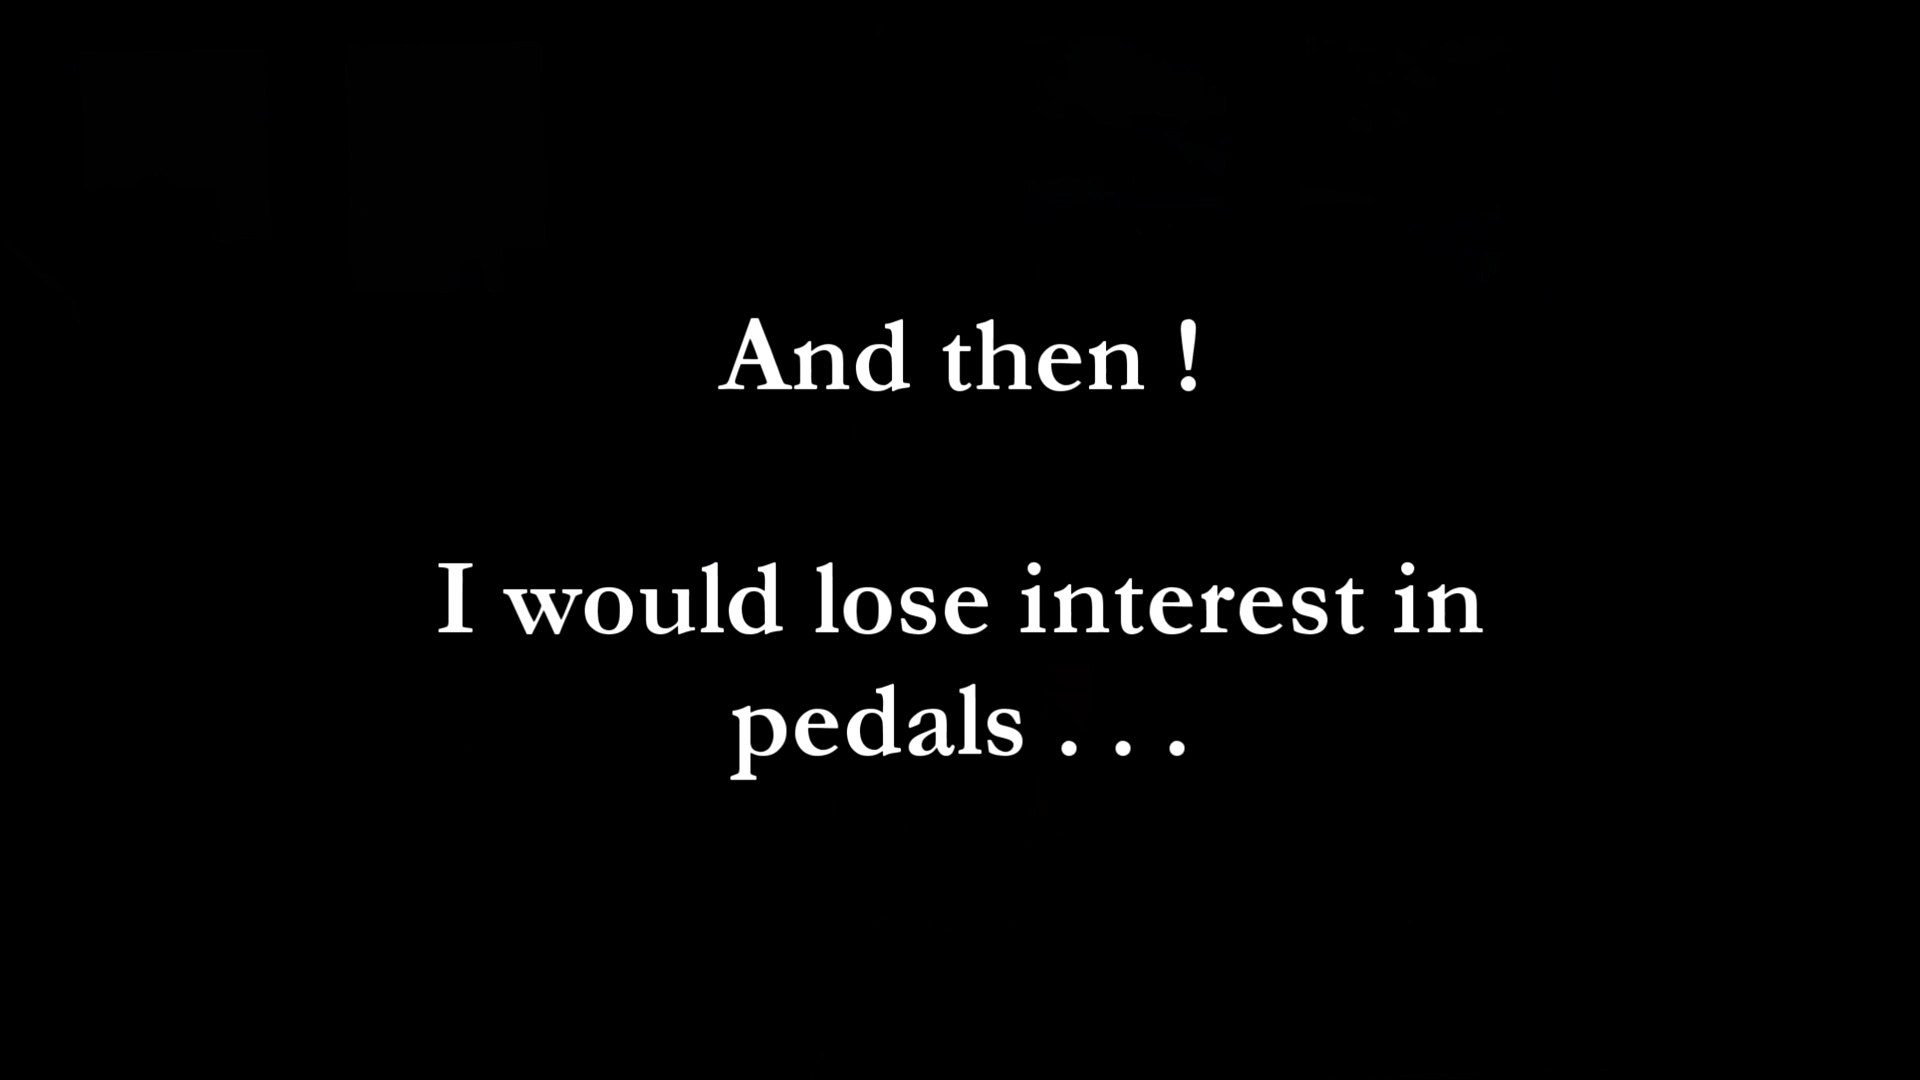 And then !
I would lose interest in
pedals . . .